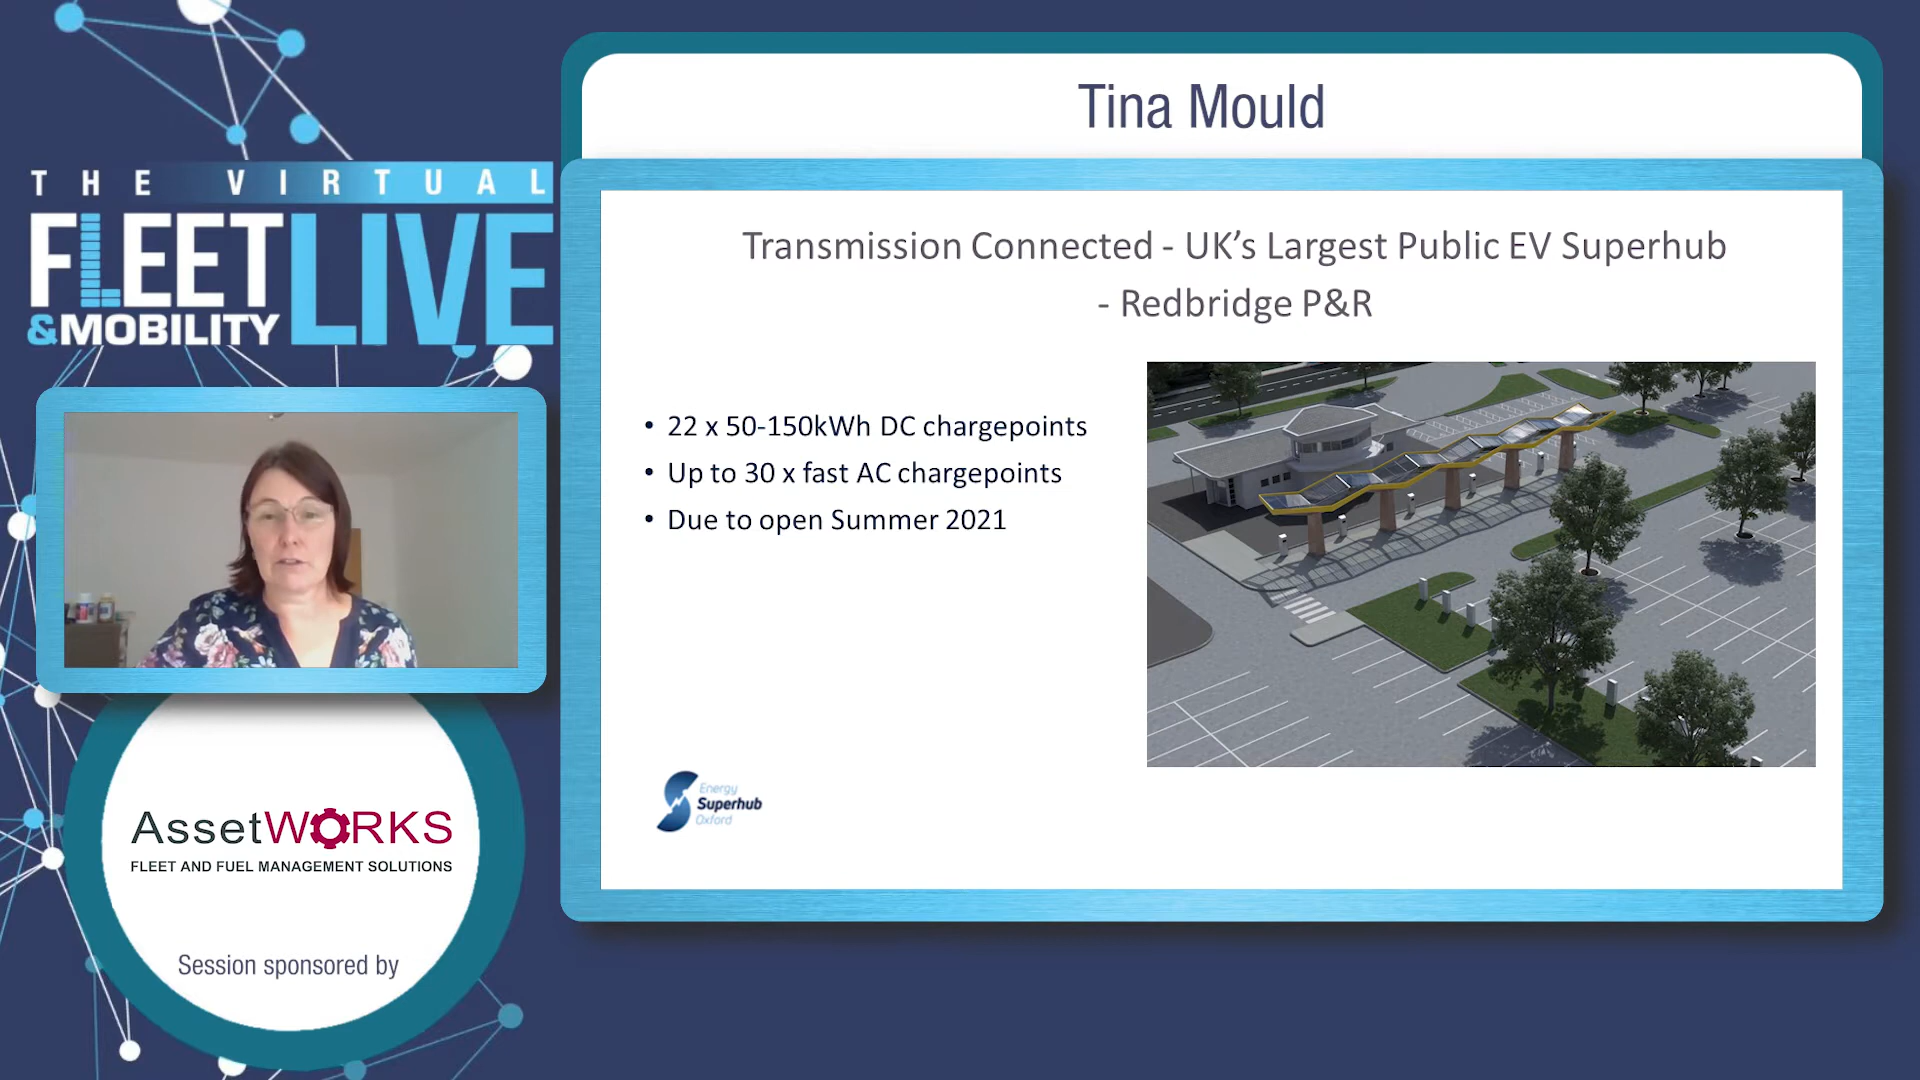 THE VIRTUAL
FLEET
&MOBILITY
LIVE
Tina Mould
Transmission Connected - UK’s Largest Public EV Superhub
- Redbridge P&R
• 22 x 50-150kWh DC chargepoints
• Up to 30 x fast AC chargepoints
• Due to open Summer 2021
Energy
Superhub
Oxford
AssetWORKS
FLEET AND FUEL MANAGEMENT SOLUTIONS
Session sponsored by